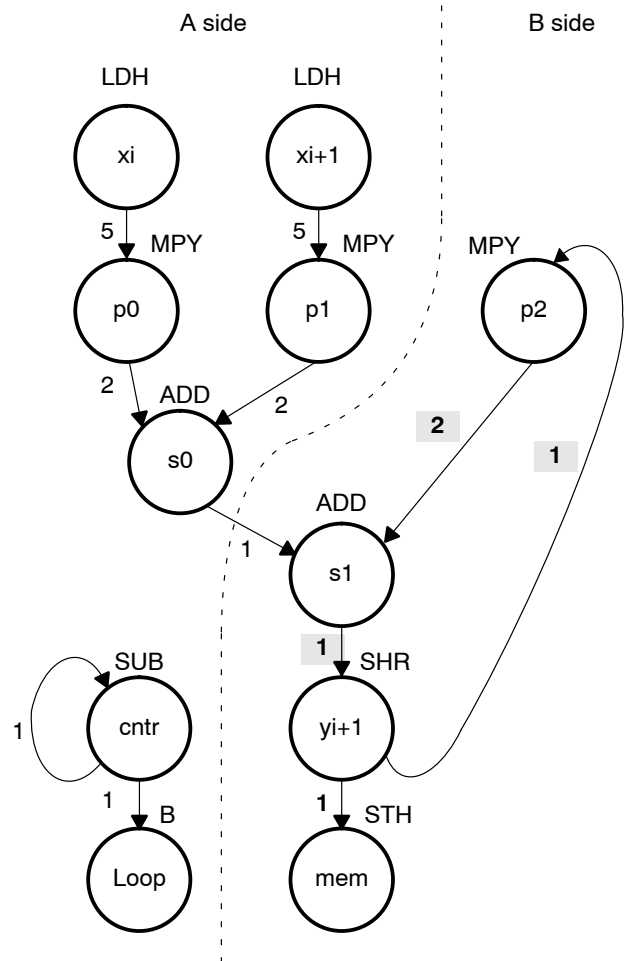 A side
B side
LDH
LDH
xi
xi+1
5
MPY
5
MPY
MPY
p0
p1
p2
2
ADD
2
2
1
s0
ADD
1
s1
1
SHR
SUB
1
cntr
yi+1
1
B
1
STH
Loop
mem